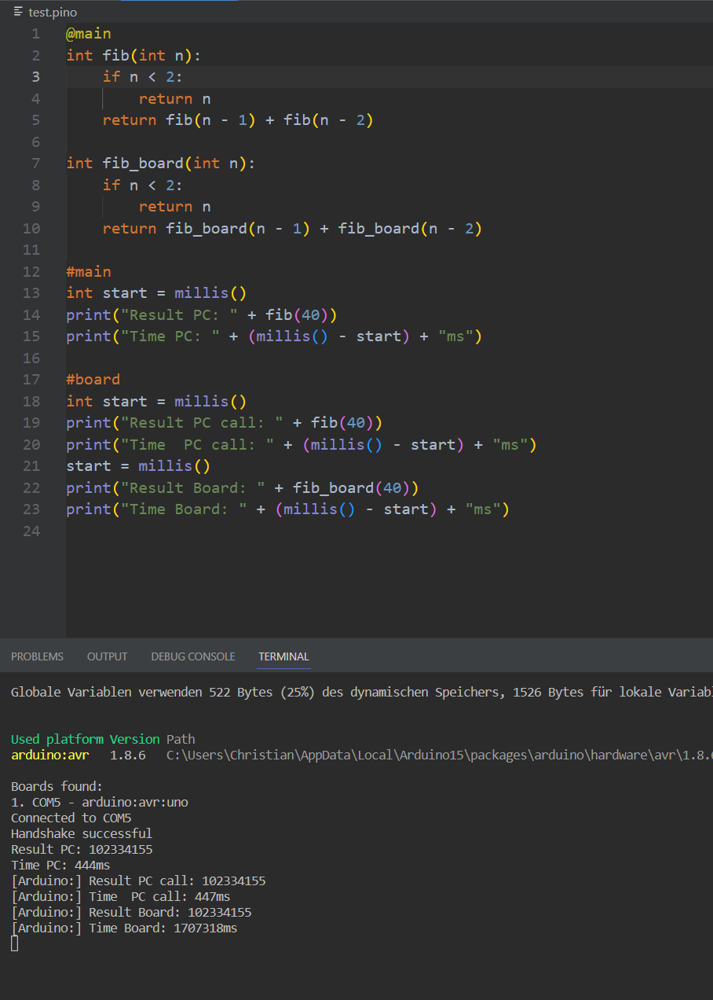 test.pino
1 @main
2 int fib(int n):
3     if n < 2:
4         return n
5     return fib(n - 1) + fib(n - 2)
6
7 int fib_board(int n):
8     if n < 2:
9         return n
10     return fib_board(n - 1) + fib_board(n - 2)
11
12 #main
13 int start = millis()
14 print("Result PC: " + fib(40))
15 print("Time PC: " + (millis() - start) + "ms")
16
17 #board
18 int start = millis()
19 print("Result PC call: " + fib(40))
20 print("Time  PC call: " + (millis() - start) + "ms")
21 start = millis()
22 print("Result Board: " + fib_board(40))
23 print("Time Board: " + (millis() - start) + "ms")
24
PROBLEMS OUTPUT DEBUG CONSOLE TERMINAL
Globale Variablen verwenden 522 Bytes (25%) des dynamischen Speichers, 1526 Bytes für lokale Variabl
Used platform Version Path
arduino:avr   1.8.6   C:\Users\Christian\AppData\Local\Arduino15\packages\arduino\hardware\avr\1.8.6
Boards found:
1. COM5 - arduino:avr:uno
Connected to COM5
Handshake successful
Result PC: 102334155
Time PC: 444ms
[Arduino:] Result PC call: 102334155
[Arduino:] Time  PC call: 447ms
[Arduino:] Result Board: 102334155
[Arduino:] Time Board: 1707318ms